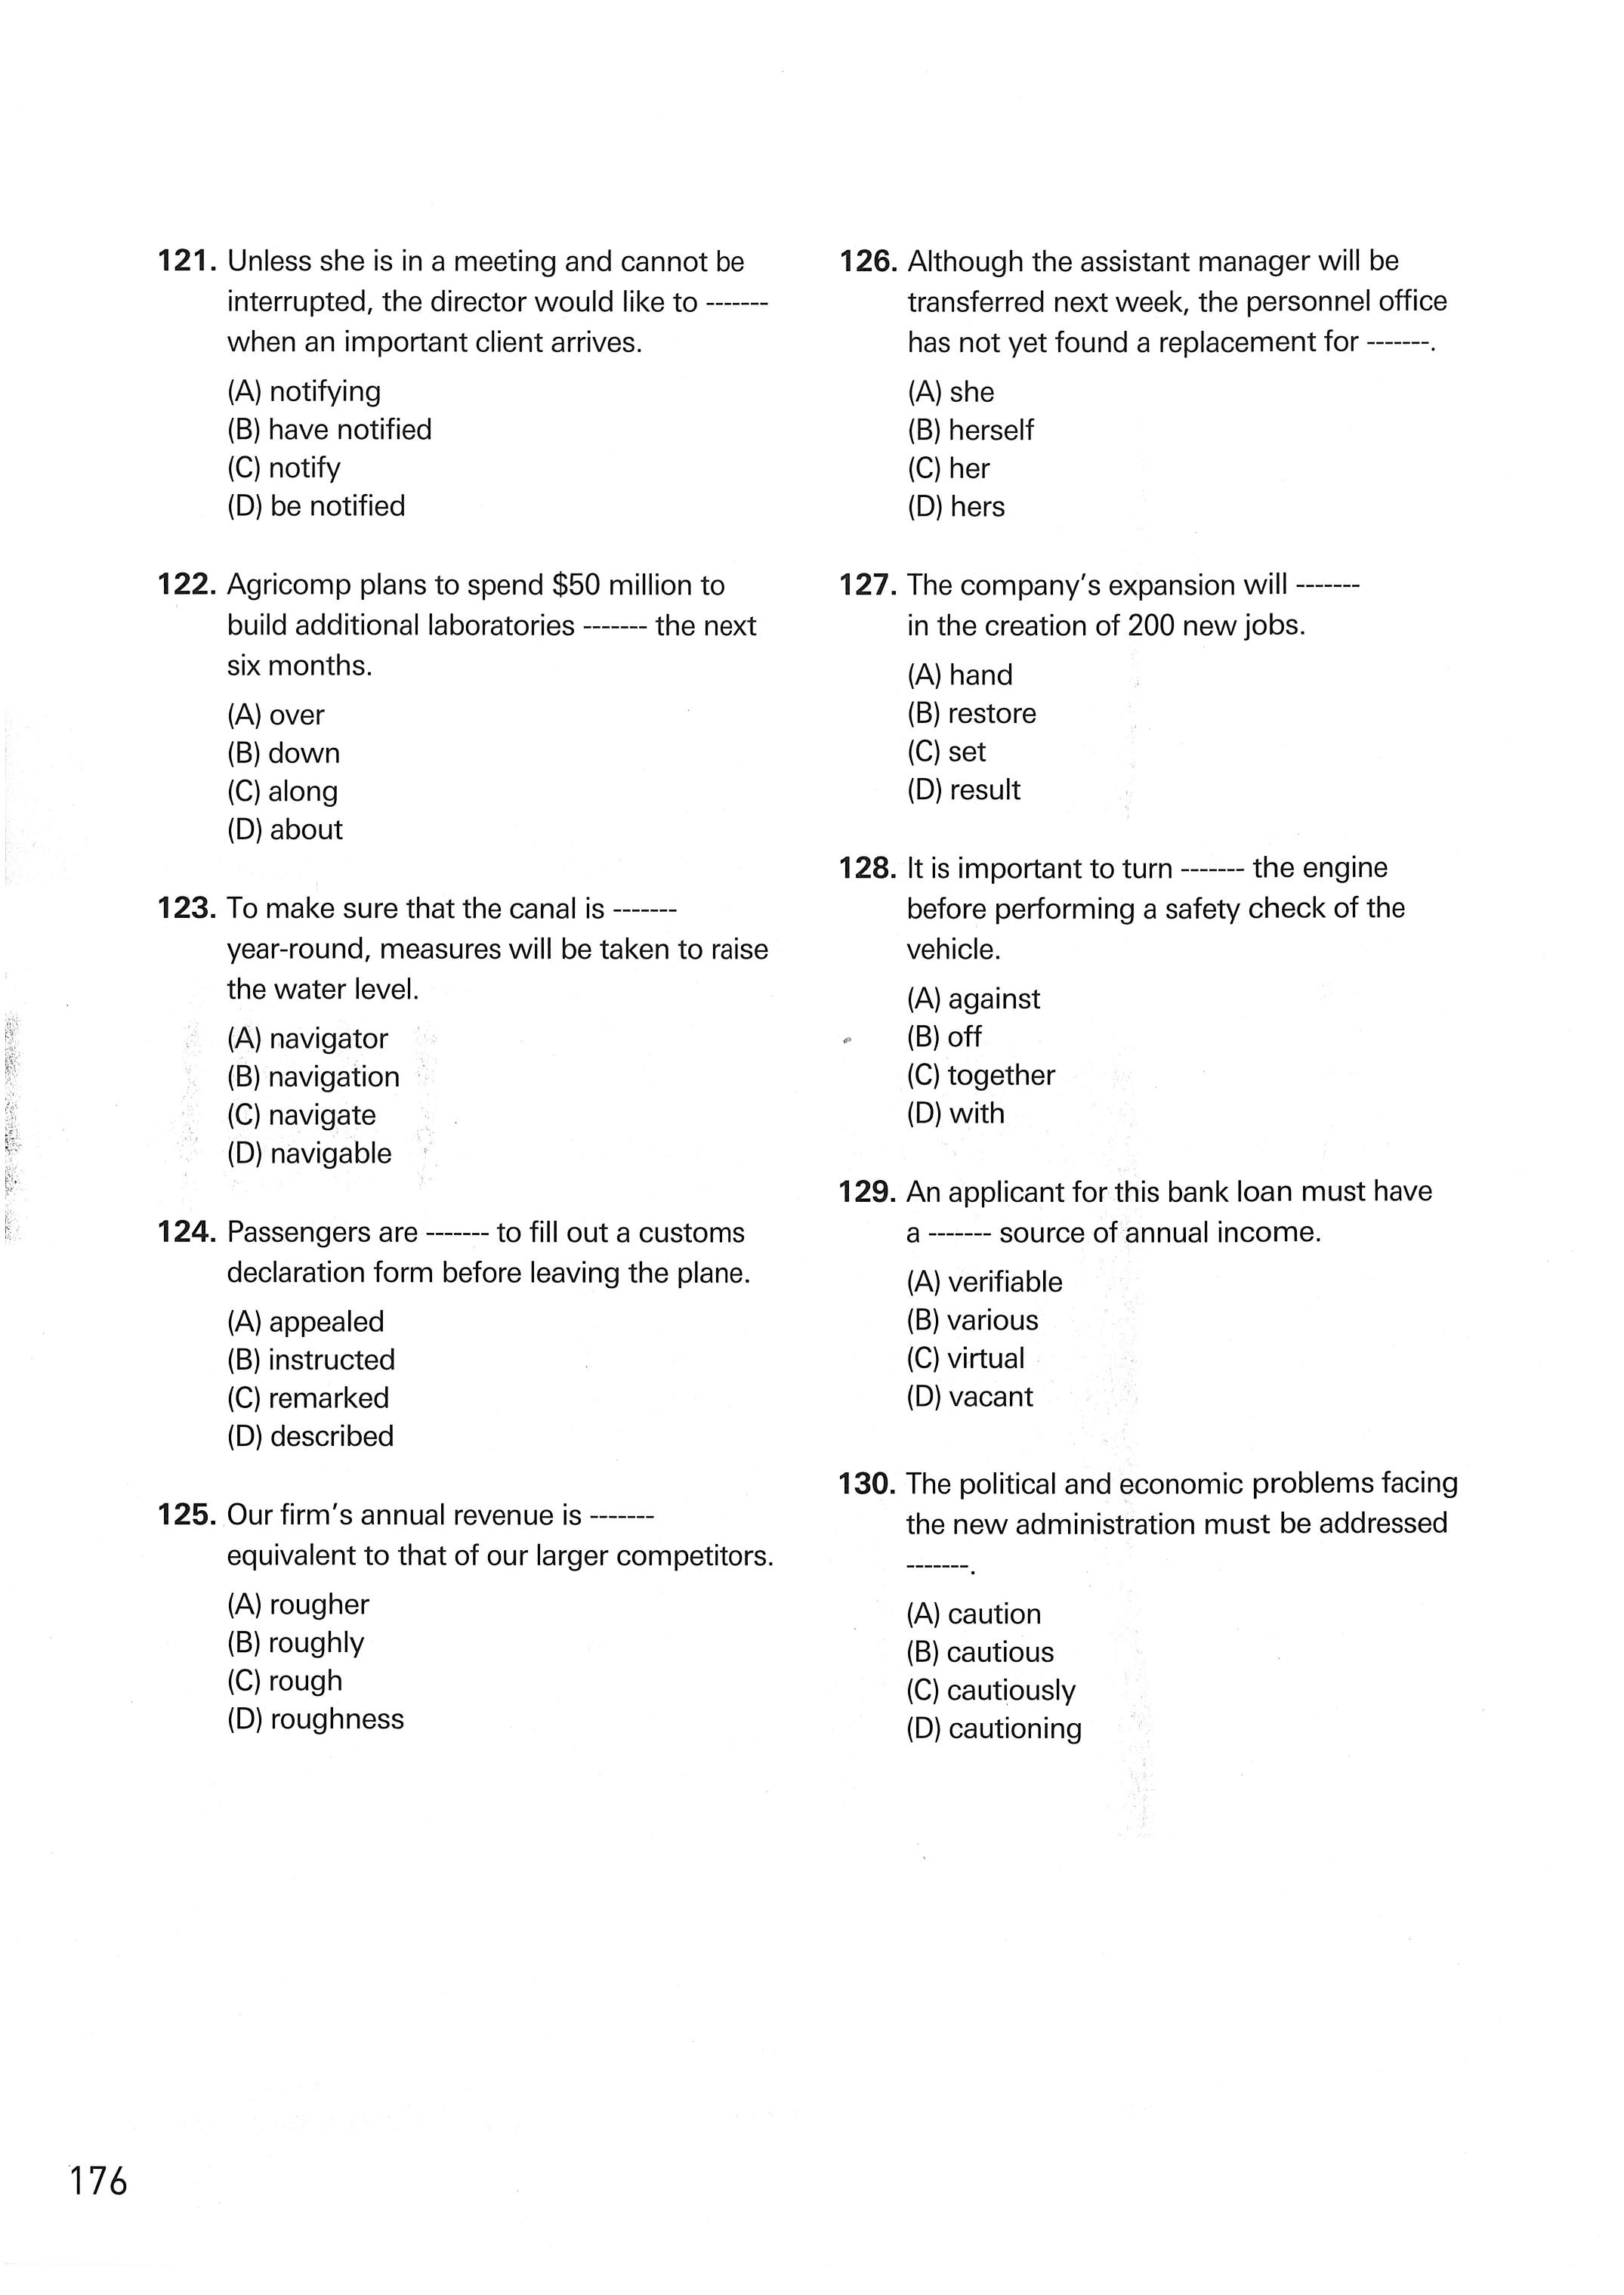 121. Unless she is in a meeting and cannot be
interrupted, the director would like to -------
when an important client arrives.
(A) notifying
(B) have notified
(C) notify
(D) be notified
122. Agricomp plans to spend $50 million to
build additional laboratories ------- the next
six months.
(A) over
(B) down
(C) along
(D) about
123. To make sure that the canal is -------
year-round, measures will be taken to raise
the water level.
(A) navigator
(B) navigation
(C) navigate
(D) navigable
124. Passengers are ------- to fill out a customs
declaration form before leaving the plane.
(A) appealed
(B) instructed
(C) remarked
(D) described
125. Our firm's annual revenue is -------
equivalent to that of our larger competitors.
(A) rougher
(B) roughly
(C) rough
(D) roughness
126. Although the assistant manager will be
transferred next week, the personnel office
has not yet found a replacement for -------.
(A) she
(B) herself
(C) her
(D) hers
127. The company's expansion will -------
in the creation of 200 new jobs.
(A) hand
(B) restore
(C) set
(D) result
128. It is important to turn ------- the engine
before performing a safety check of the
vehicle.
(A) against
(B) off
(C) together
(D) with
129. An applicant for this bank loan must have
a ------- source of annual income.
(A) verifiable
(B) various
(C) virtual
(D) vacant
130. The political and economic problems facing
the new administration must be addressed
-------.
(A) caution
(B) cautious
(C) cautiously
(D) cautioning
176